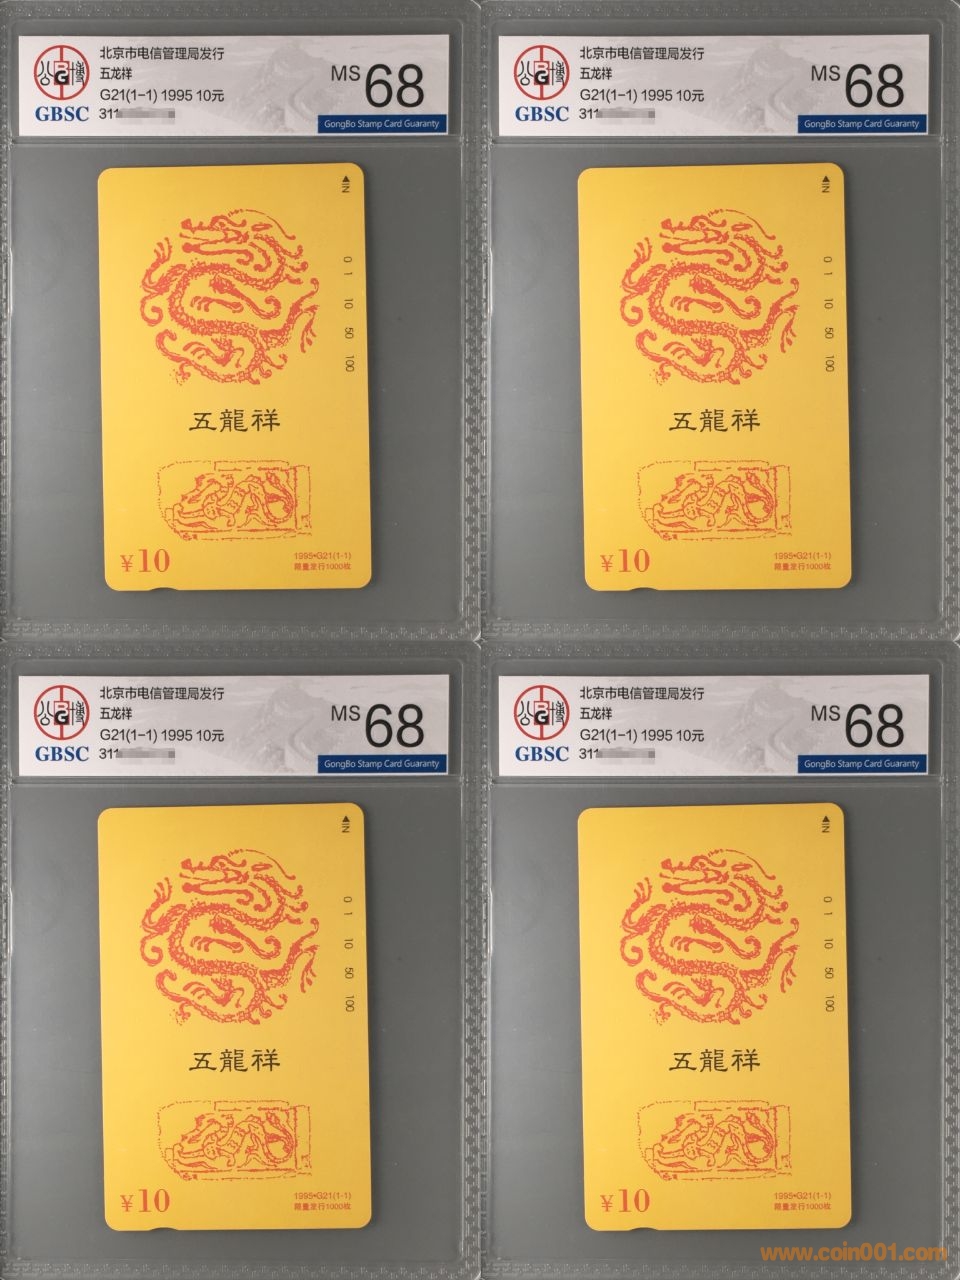 北京市电信管理局发行
五龙祥
G21(1-1) 1995 10元
311
MS 68
GBSC
GongBo Stamp Card Guaranty
IN
0 1 10 50 100
五龍祥
¥10
1995•G21(1-1)
限量发行1000枚
北京市电信管理局发行
五龙祥
G21(1-1) 1995 10元
311
MS 68
GBSC
GongBo Stamp Card Guaranty
IN
0 1 10 50 100
五龍祥
¥10
1995•G21(1-1)
限量发行1000枚
北京市电信管理局发行
五龙祥
G21(1-1) 1995 10元
311
MS 68
GBSC
GongBo Stamp Card Guaranty
IN
0 1 10 50 100
五龍祥
¥10
1995•G21(1-1)
限量发行1000枚
北京市电信管理局发行
五龙祥
G21(1-1) 1995 10元
311
MS 68
GBSC
GongBo Stamp Card Guaranty
IN
0 1 10 50 100
五龍祥
¥10
1995•G21(1-1)
限量发行1000枚
www.coin001.com